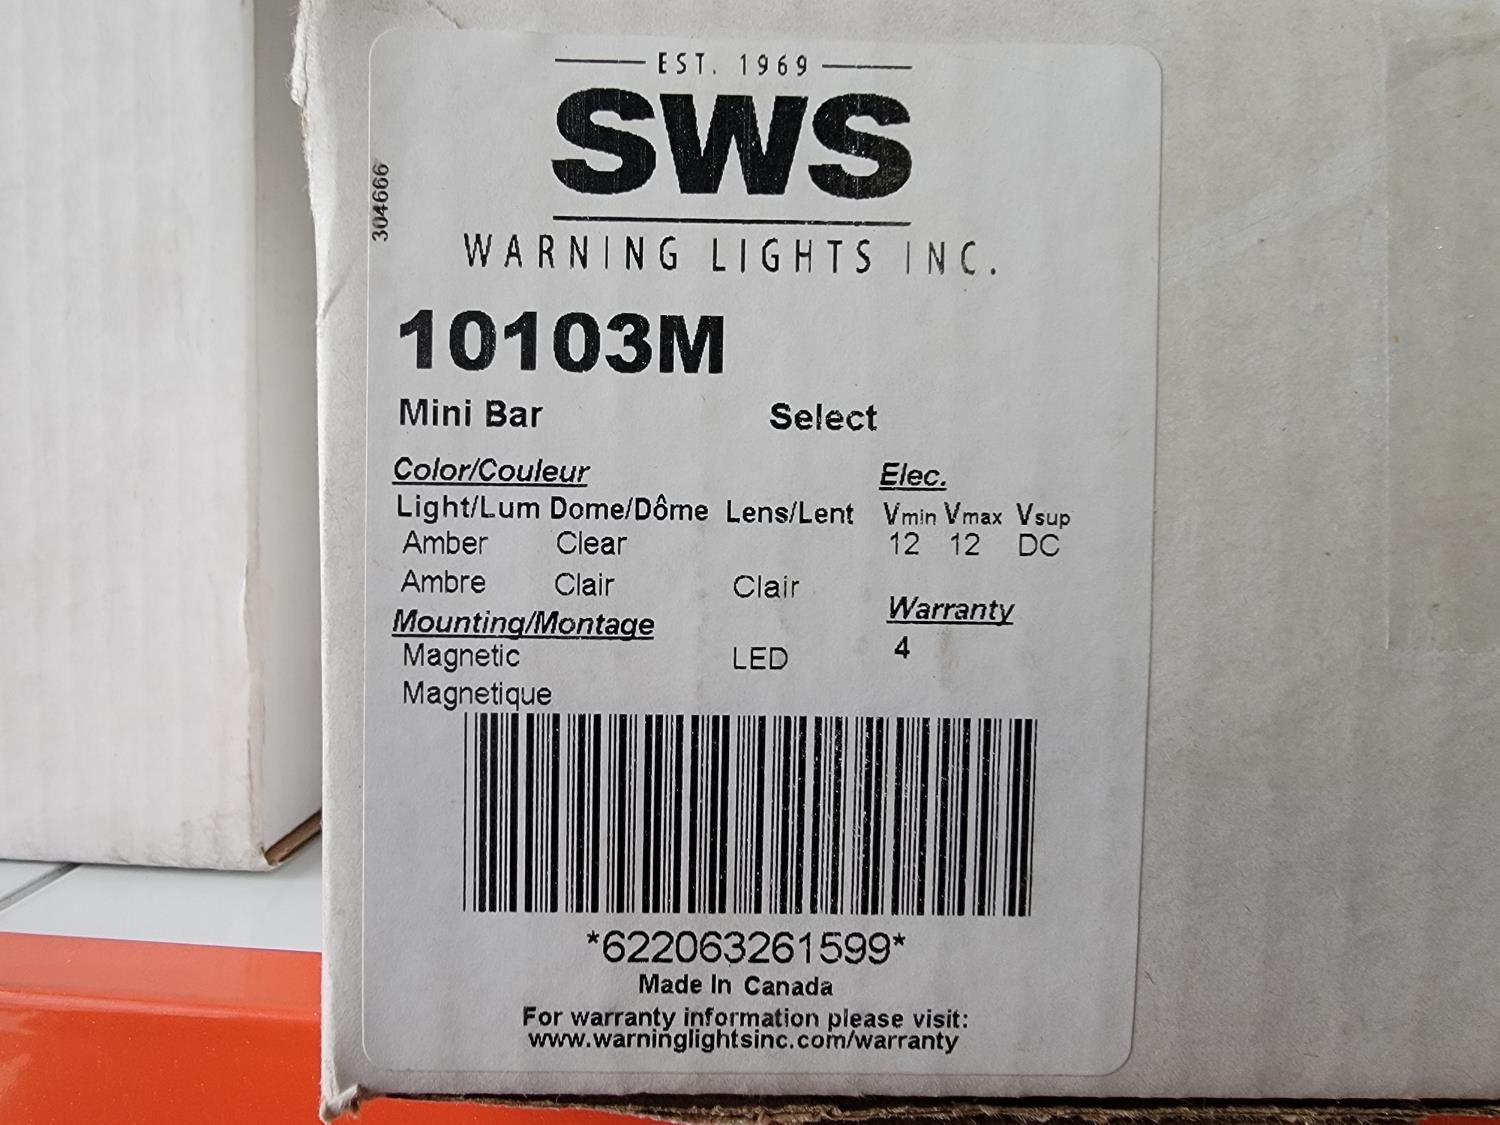 EST. 1969
SWS
WARNING LIGHTS INC.
304666
10103M
Mini Bar Select
Color/Couleur Elec.
Light/Lum Dome/Dôme Lens/Lent Vmin Vmax Vsup
Amber Clear 12 12 DC
Ambre Clair Clair
Warranty
Mounting/Montage
Magnetic LED 4
Magnetique
*622063261599*
Made In Canada
For warranty information please visit:
www.warninglightsinc.com/warranty